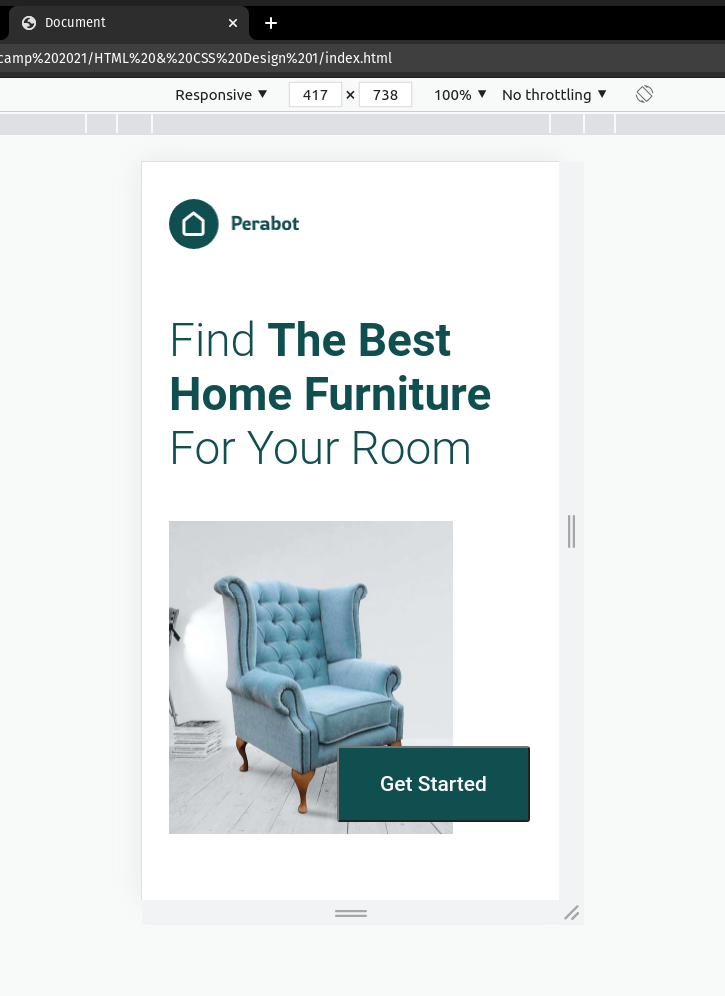 Document
camp%202021/HTML%20&%20CSS%20Design%201/index.html
Responsive ▼ 417 × 738 100% ▼ No throttling ▼
Perabot
Find The Best
Home Furniture
For Your Room
Get Started